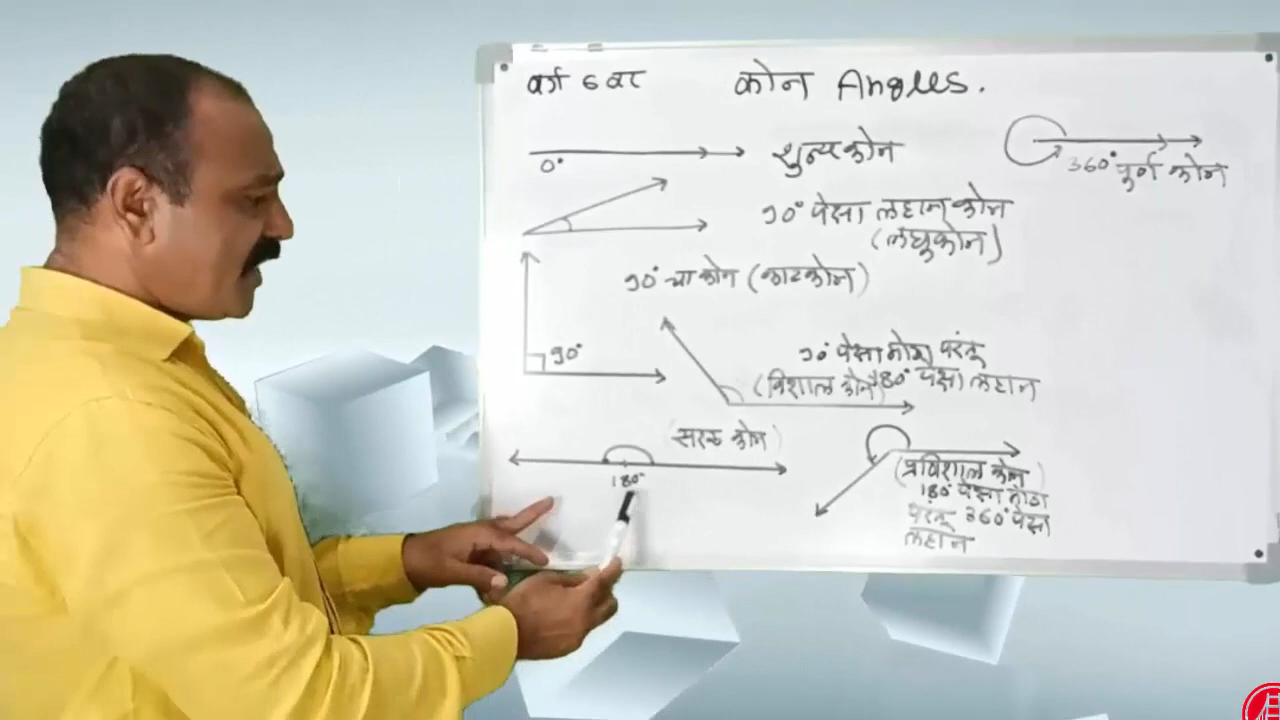 वर्ग 6 वा
कोन Angles.
0°
शुन्यकोन
360° पुर्ण कोन
90° पेक्षा लहान कोन
(लघुकोन)
90° चा कोन (काटकोन)
90°
90° पेक्षा मोठा परंतू
(विशाल कोन) 180° पेक्षा लहान
(सरळ कोन)
180°
(प्रविशाल कोन)
180° पेक्षा मोठा
परंतू 360° पेक्षा
लहान